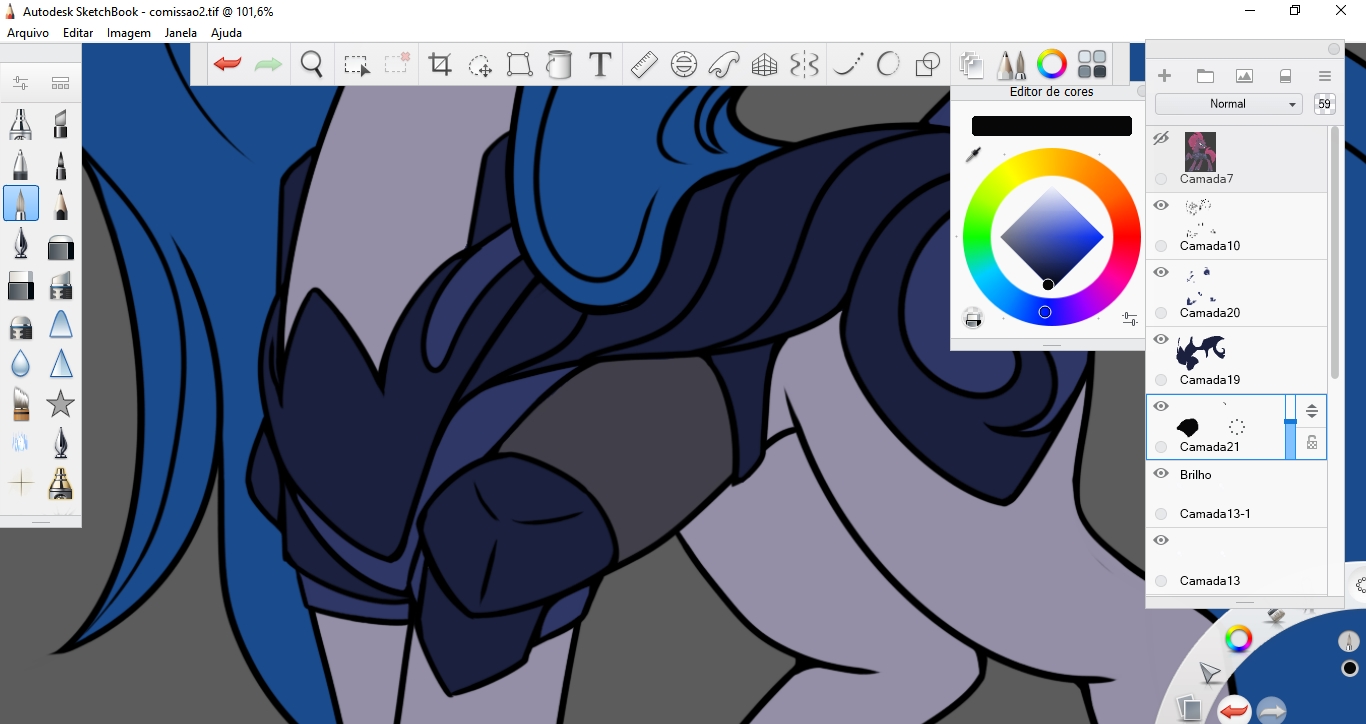 Autodesk SketchBook - comissao2.tif @ 101,6%
Arquivo Editar Imagem Janela Ajuda
T
Editor de cores
Normal
59
Camada7
Camada10
Camada20
Camada19
Camada21
Brilho
Camada13-1
Camada13